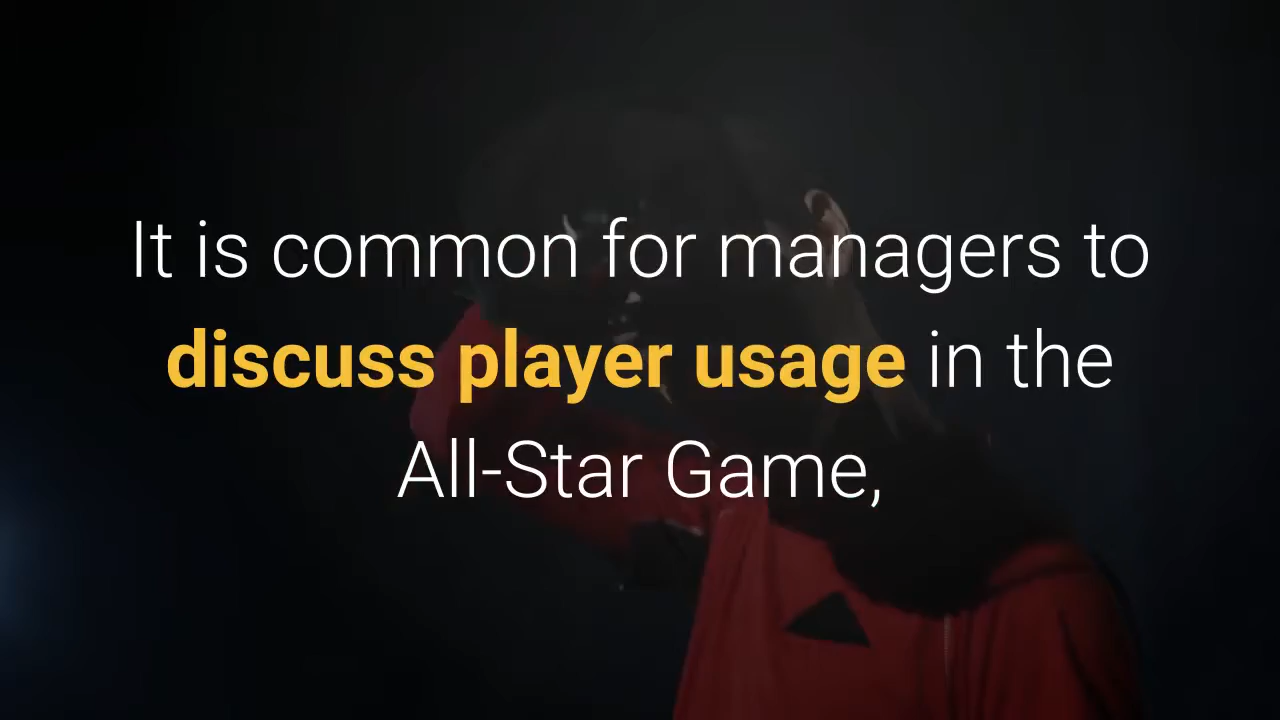 It is common for managers to
discuss player usage in the
All-Star Game,